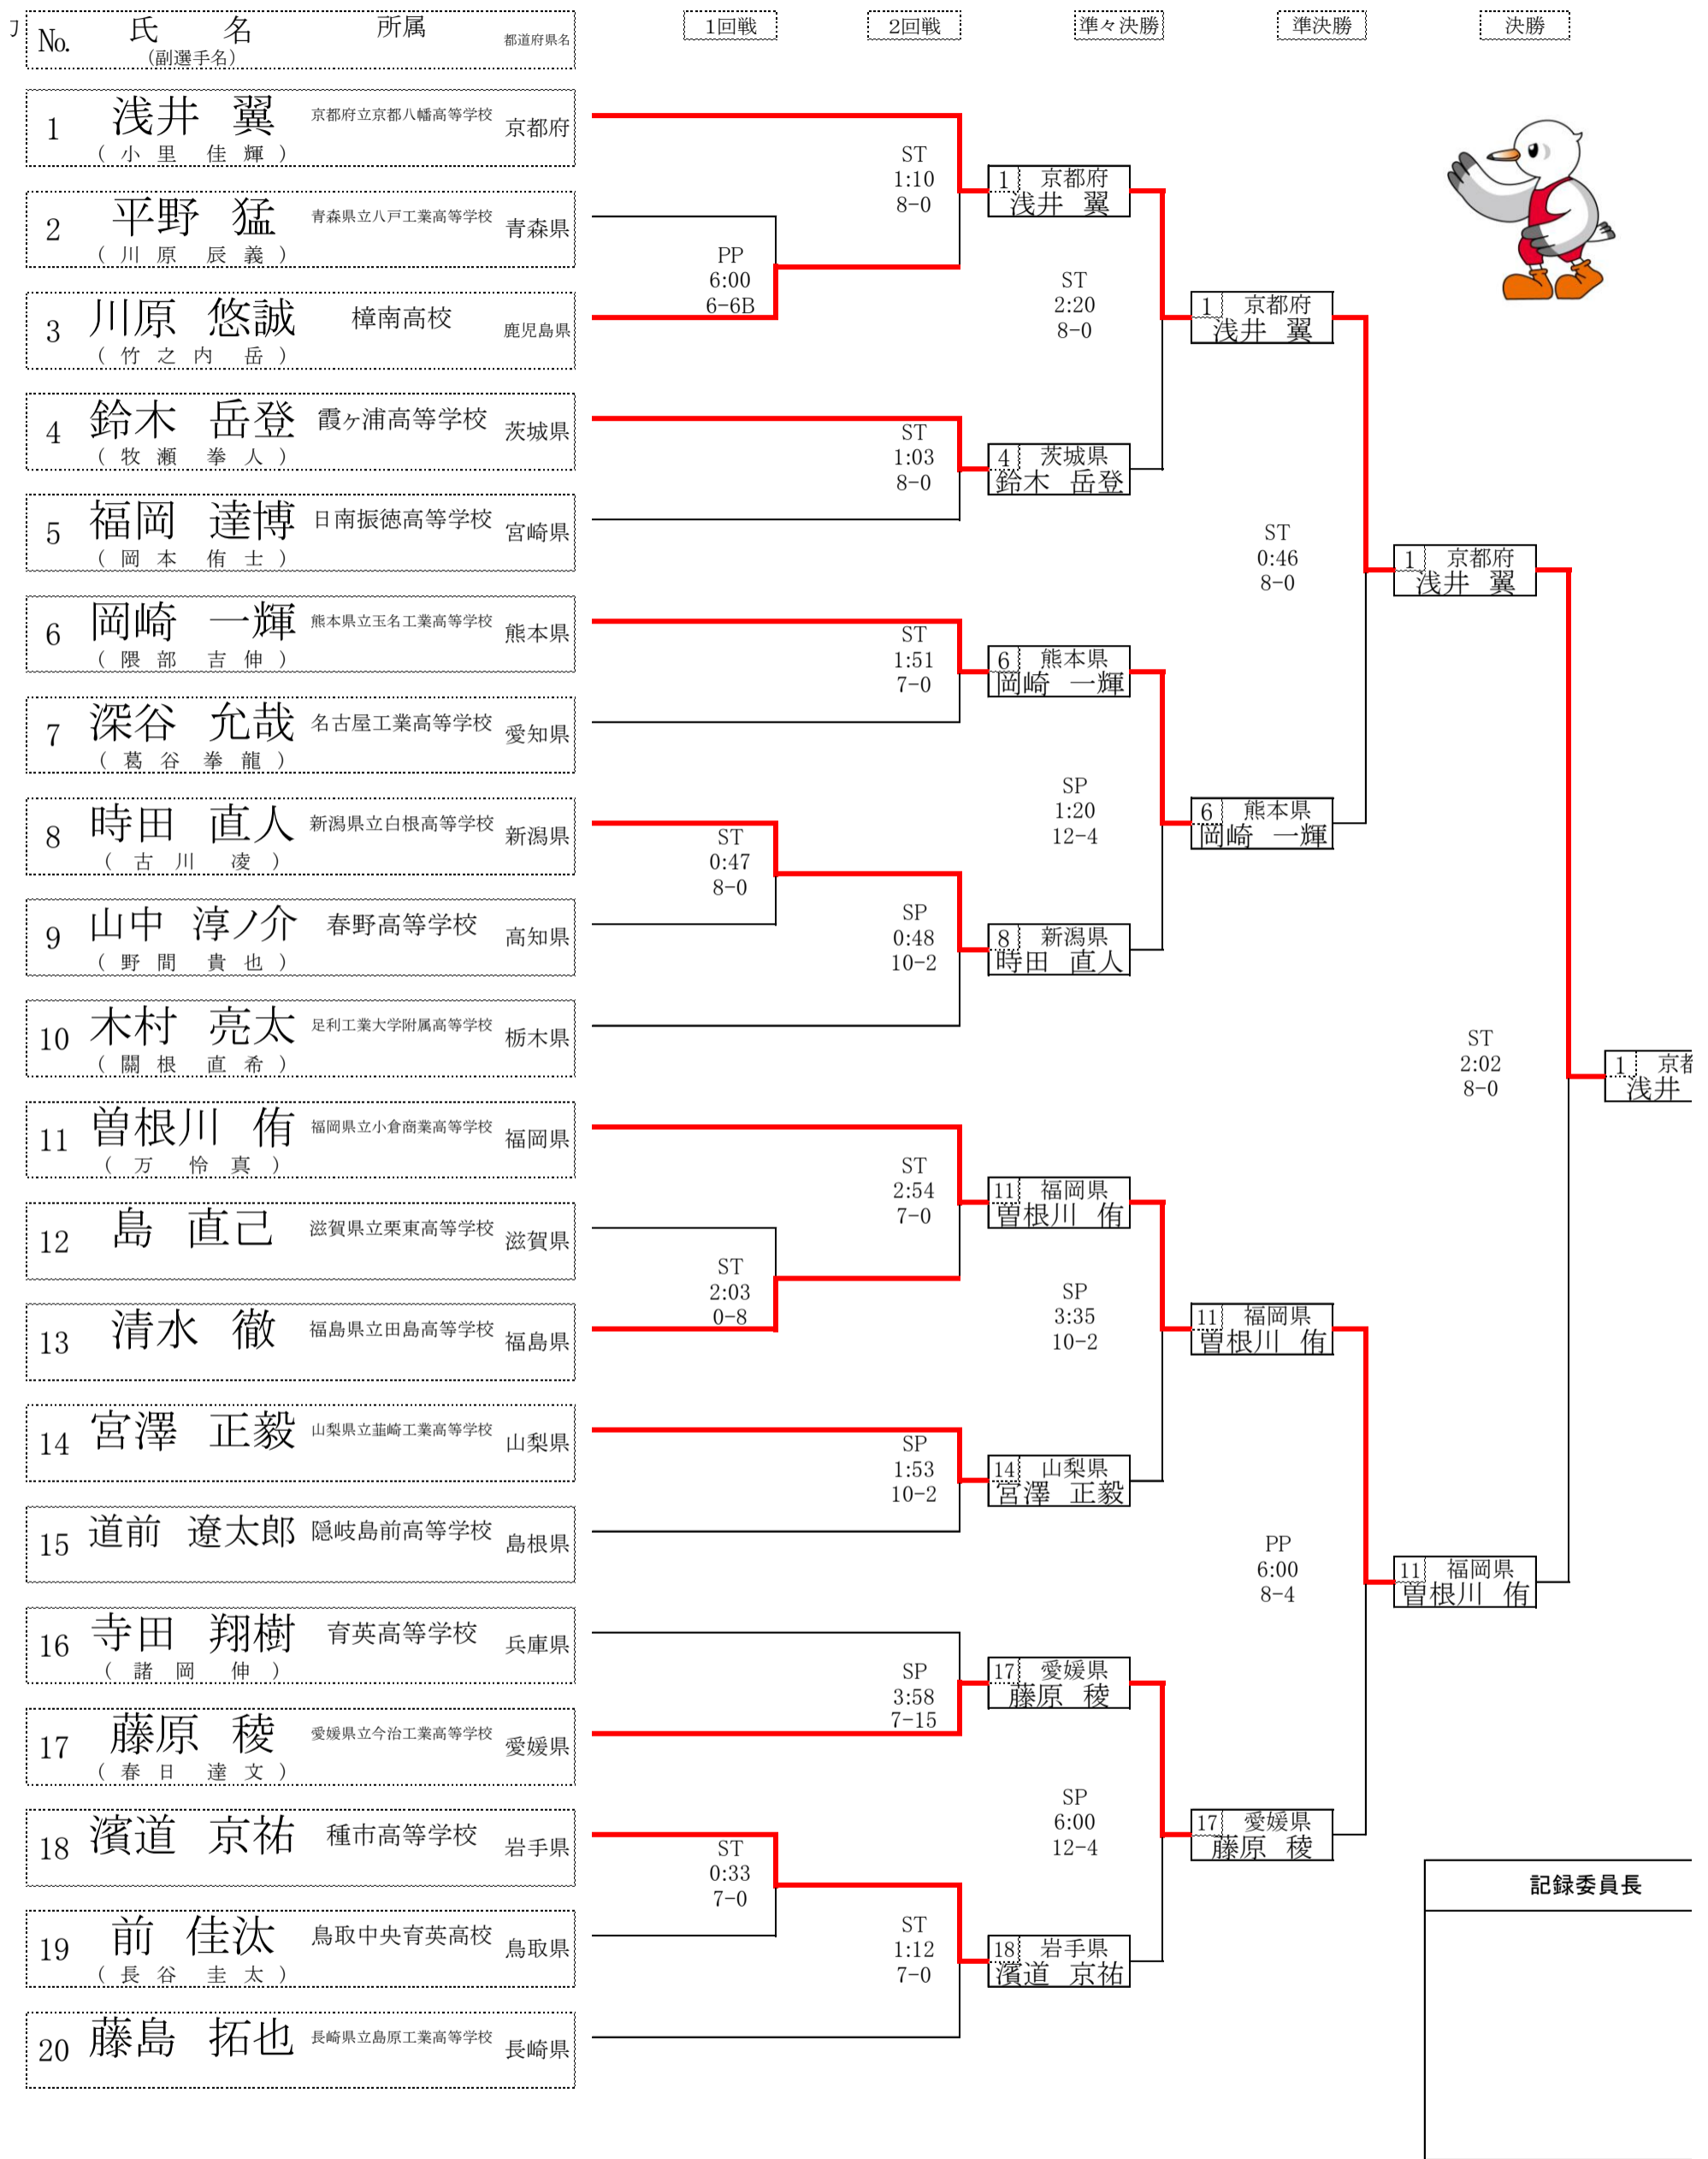 No. 氏 名 所属 都道府県名
(副選手名)
1回戦 2回戦 準々決勝 準決勝 決勝
1 浅井 翼 京都府立京都八幡高等学校 京都府
(小里 佳輝)
2 平野 猛 青森県立八戸工業高等学校 青森県
(川原 辰義)
3 川原 悠誠 樟南高校 鹿児島県
(竹之内 岳)
4 鈴木 岳登 霞ヶ浦高等学校 茨城県
(牧瀬 拳人)
5 福岡 達博 日南振徳高等学校 宮崎県
(岡本 侑士)
6 岡崎 一輝 熊本県立玉名工業高等学校 熊本県
(隈部 吉伸)
7 深谷 允哉 名古屋工業高等学校 愛知県
(葛谷 拳龍)
8 時田 直人 新潟県立白根高等学校 新潟県
(古川 凌)
9 山中 淳ノ介 春野高等学校 高知県
(野間 貴也)
10 木村 亮太 足利工業大学附属高等学校 栃木県
(關根 直希)
11 曽根川 侑 福岡県立小倉商業高等学校 福岡県
(万 怜真)
12 島 直己 滋賀県立栗東高等学校 滋賀県
13 清水 徹 福島県立田島高等学校 福島県
14 宮澤 正毅 山梨県立韮崎工業高等学校 山梨県
15 道前 遼太郎 隠岐島前高等学校 島根県
16 寺田 翔樹 育英高等学校 兵庫県
(諸岡 伸)
17 藤原 稜 愛媛県立今治工業高等学校 愛媛県
(春日 達文)
18 濱道 京祐 種市高等学校 岩手県
19 前 佳汰 鳥取中央育英高校 鳥取県
(長谷 圭太)
20 藤島 拓也 長崎県立島原工業高等学校 長崎県
PP
6:00
6-6B
ST
0:47
8-0
ST
2:03
0-8
ST
0:33
7-0
ST
1:10
8-0
ST
1:03
8-0
ST
1:51
7-0
SP
0:48
10-2
ST
2:54
7-0
SP
1:53
10-2
SP
3:58
7-15
ST
1:12
7-0
1 京都府
浅井 翼
4 茨城県
鈴木 岳登
6 熊本県
岡崎 一輝
8 新潟県
時田 直人
11 福岡県
曽根川 侑
14 山梨県
宮澤 正毅
17 愛媛県
藤原 稜
18 岩手県
濱道 京祐
ST
2:20
8-0
SP
1:20
12-4
SP
3:35
10-2
SP
6:00
12-4
1 京都府
浅井 翼
6 熊本県
岡崎 一輝
11 福岡県
曽根川 侑
17 愛媛県
藤原 稜
ST
0:46
8-0
PP
6:00
8-4
1 京都府
浅井 翼
11 福岡県
曽根川 侑
ST
2:02
8-0
1 京都
浅井
記録委員長